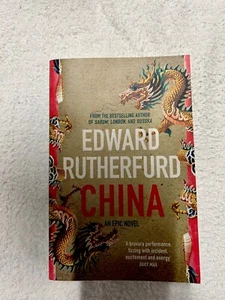 FROM THE BESTSELLING AUTHOR
OF SARUM, LONDON AND RUSSKA
EDWARD
RUTHERFURD
CHINA
AN EPIC NOVEL
'A bravura performance,
fizzing with incident,
excitement and energy'
DAILY MAIL